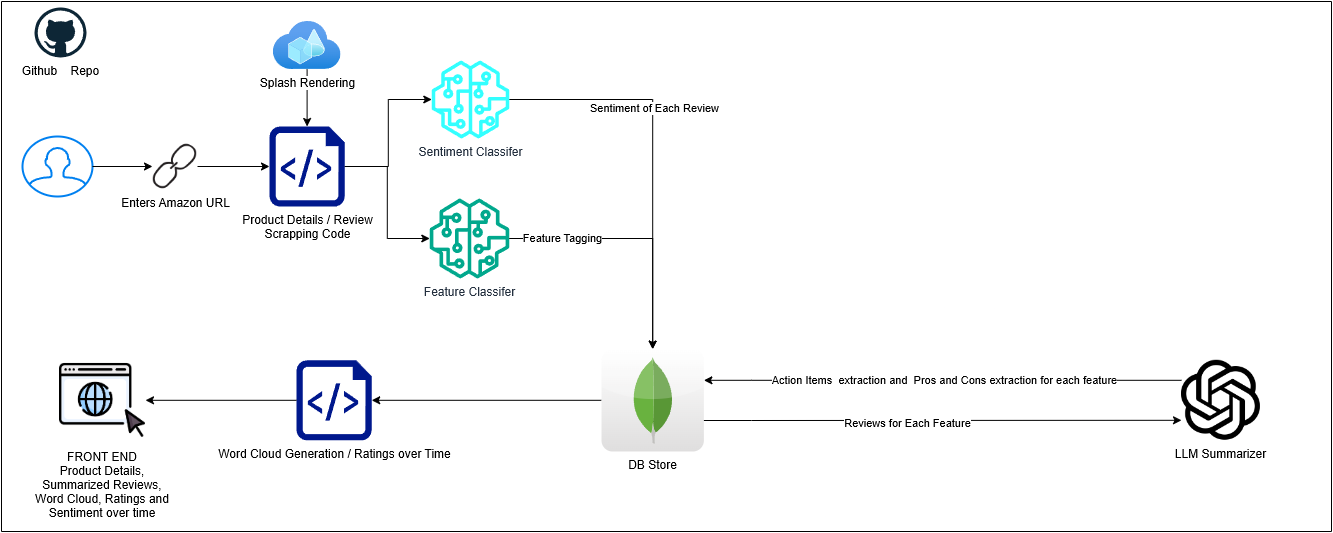 Github Repo
Splash Rendering
Sentiment of Each Review
Sentiment Classifer
Enters Amazon URL
Product Details / Review
Scrapping Code
Feature Tagging
Feature Classifer
Action Items extraction and Pros and Cons extraction for each feature
Reviews for Each Feature
LLM Summarizer
DB Store
Word Cloud Generation / Ratings over Time
FRONT END
Product Details,
Summarized Reviews,
Word Cloud, Ratings and
Sentiment over time